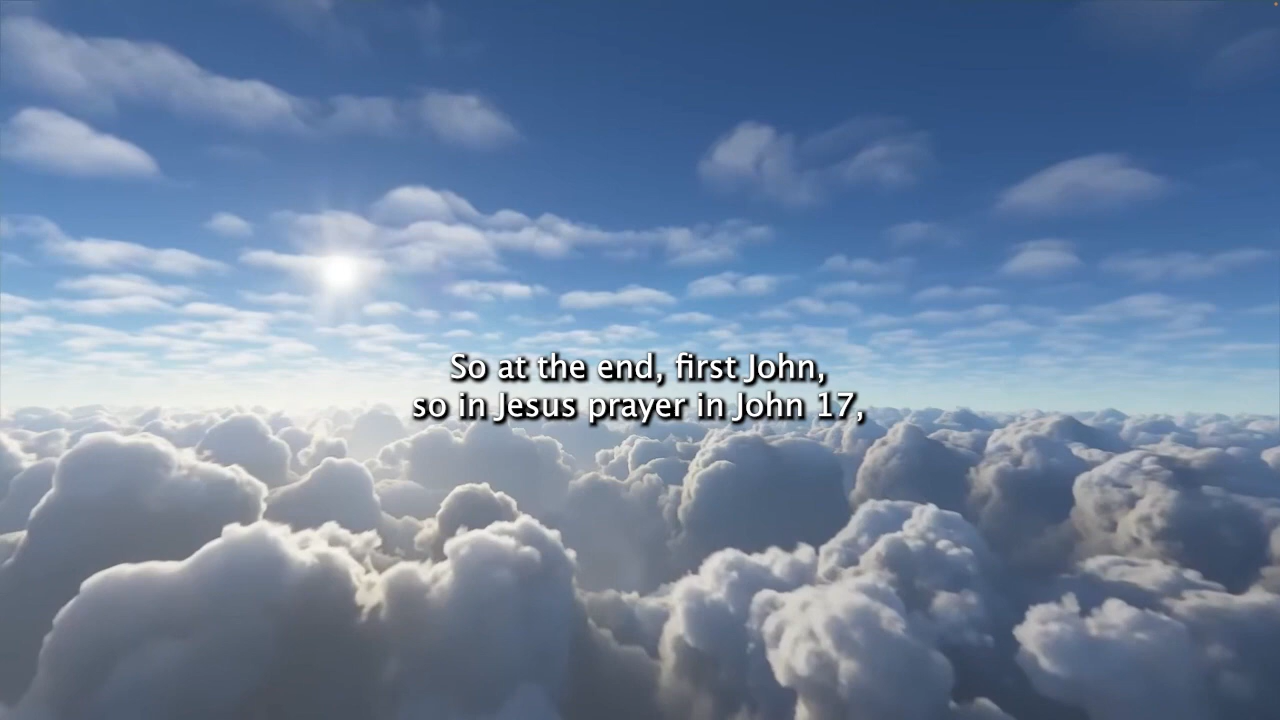 So at the end, first John,
so in Jesus prayer in John 17,